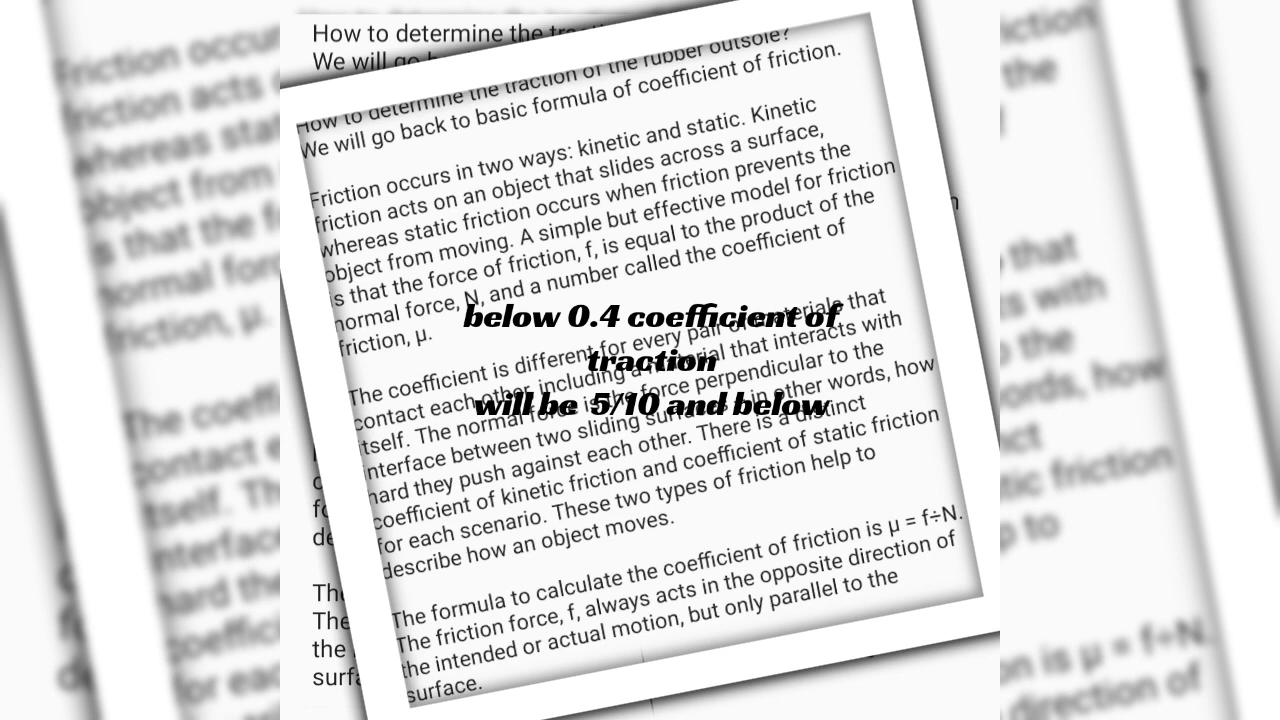 How to determine the
We will go
How to determine the traction of the rubber outsole?
We will go back to basic formula of coefficient of friction.
Friction occurs in two ways: kinetic and static. Kinetic
friction acts on an object that slides across a surface,
whereas static friction occurs when friction prevents the
object from moving. A simple but effective model for friction
is that the force of friction, f, is equal to the product of the
normal force, N, and a number called the coefficient of
friction, μ.
below 0.4 coefficient of
traction
will be 5/10 and below
The coefficient is different for every pair of materials that
contact each other, including a material that interacts with
itself. The normal force is the force perpendicular to the
interface between two sliding surfaces in other words, how
hard they push against each other. There is a distinct
coefficient of kinetic friction and coefficient of static friction
for each scenario. These two types of friction help to
describe how an object moves.
The formula to calculate the coefficient of friction is μ = f÷N.
The friction force, f, always acts in the opposite direction of
the intended or actual motion, but only parallel to the
surface.
The
the